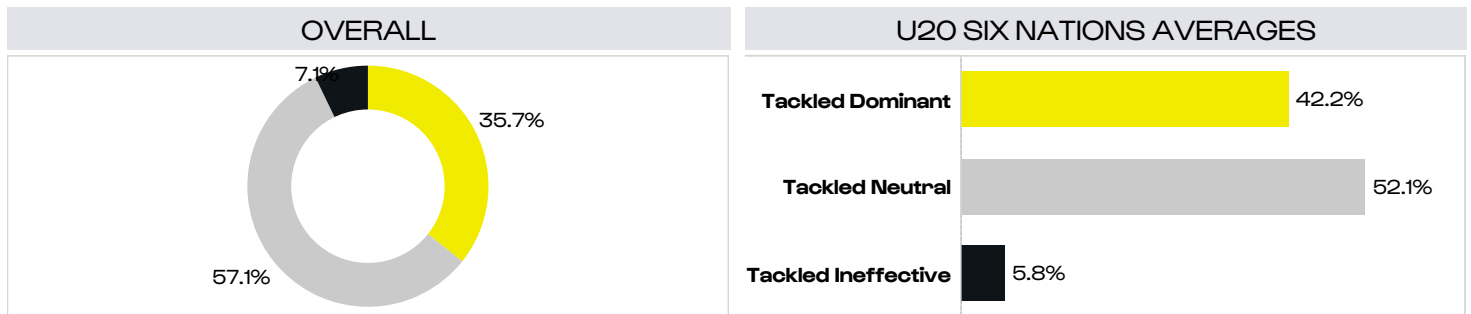 OVERALL
7.1%
35.7%
57.1%
U20 SIX NATIONS AVERAGES
Tackled Dominant 42.2%
Tackled Neutral 52.1%
Tackled Ineffective 5.8%